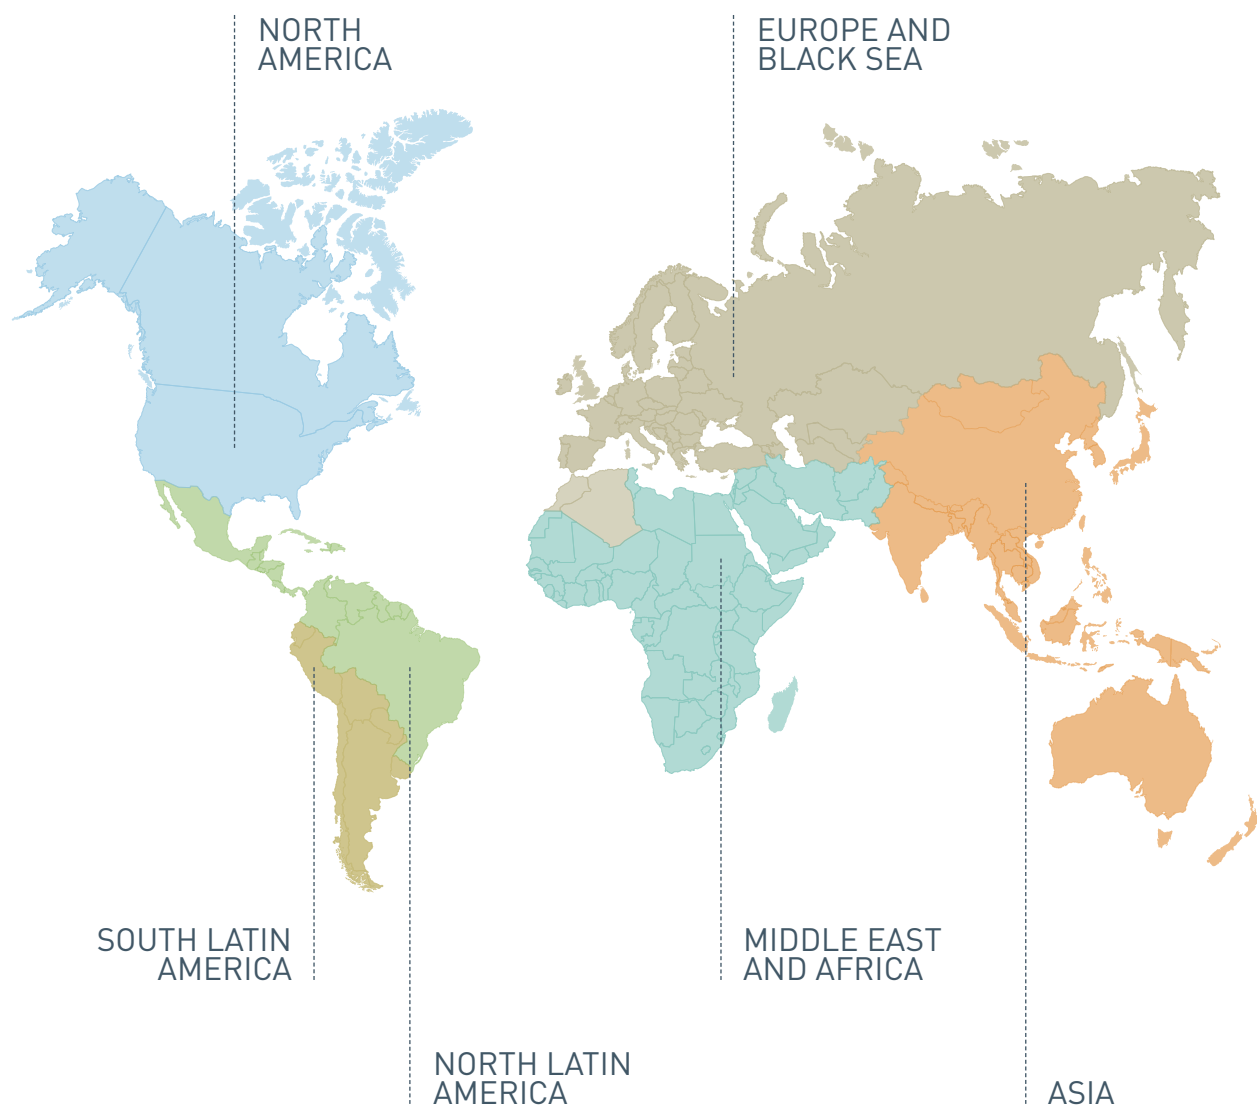 NORTH
AMERICA
EUROPE AND
BLACK SEA
SOUTH LATIN
AMERICA
MIDDLE EAST
AND AFRICA
NORTH LATIN
AMERICA
ASIA